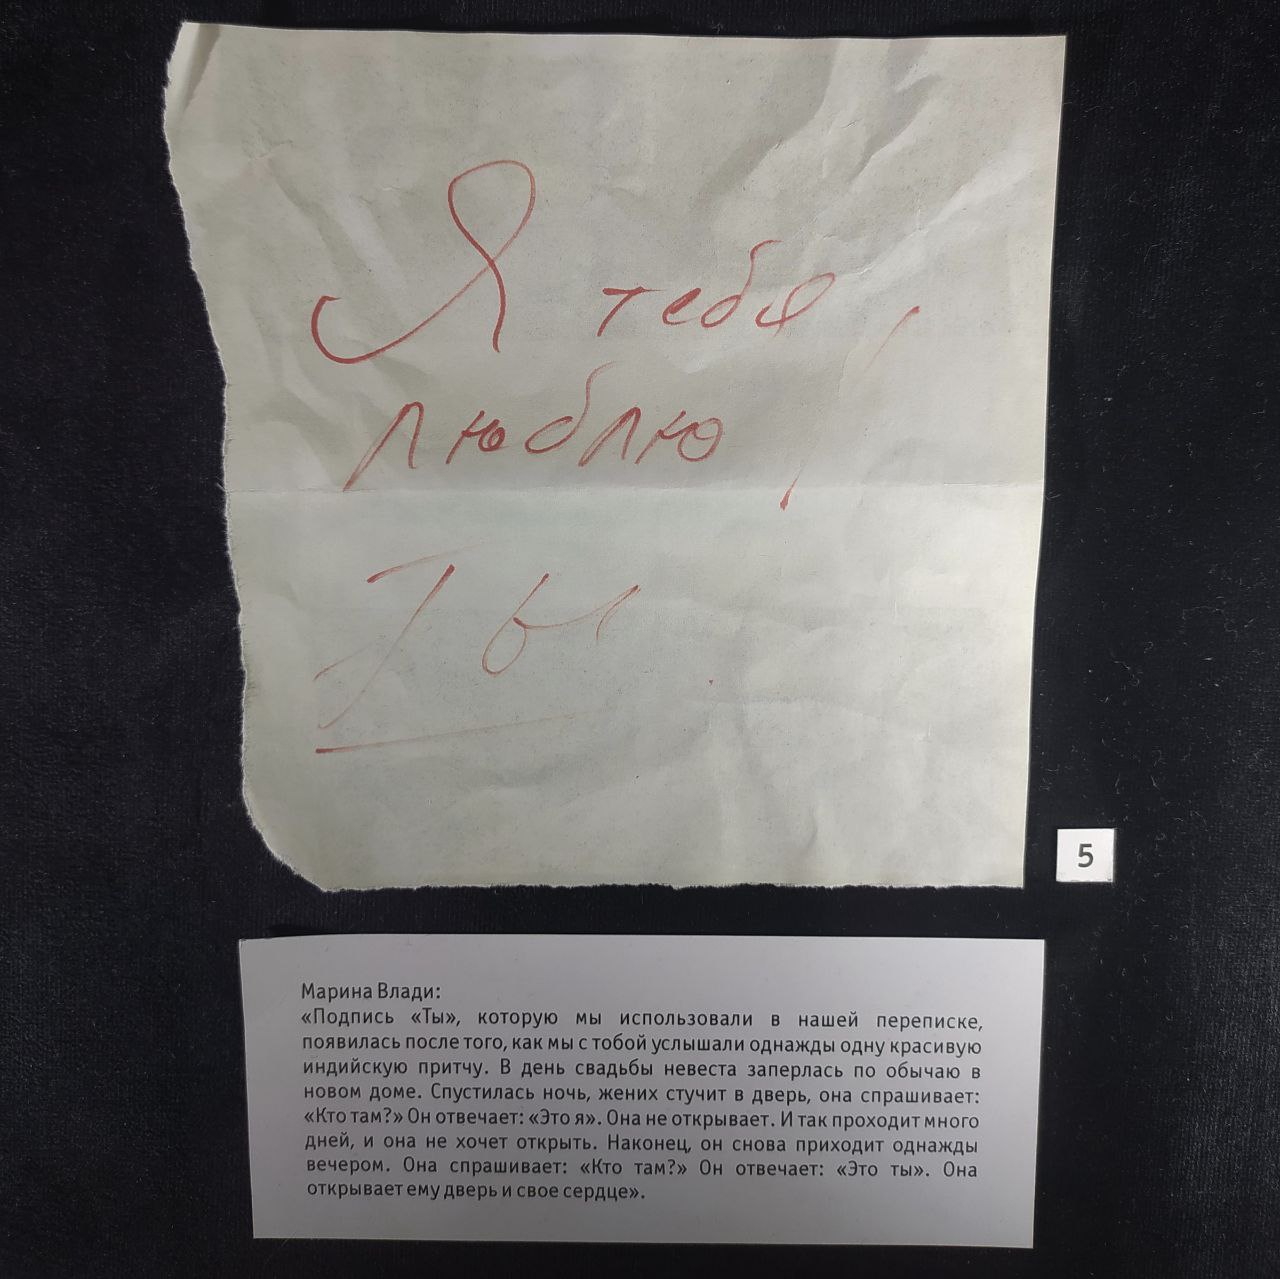 Я тебя,
люблю,
Ты
5
Марина Влади:
«Подпись «Ты», которую мы использовали в нашей переписке,
появилась после того, как мы с тобой услышали однажды одну красивую
индийскую притчу. В день свадьбы невеста заперлась по обычаю в
новом доме. Спустилась ночь, жених стучит в дверь, она спрашивает:
«Кто там?» Он отвечает: «Это я». Она не открывает. И так проходит много
дней, и она не хочет открыть. Наконец, он снова приходит однажды
вечером. Она спрашивает: «Кто там?» Он отвечает: «Это ты». Она
открывает ему дверь и свое сердце».